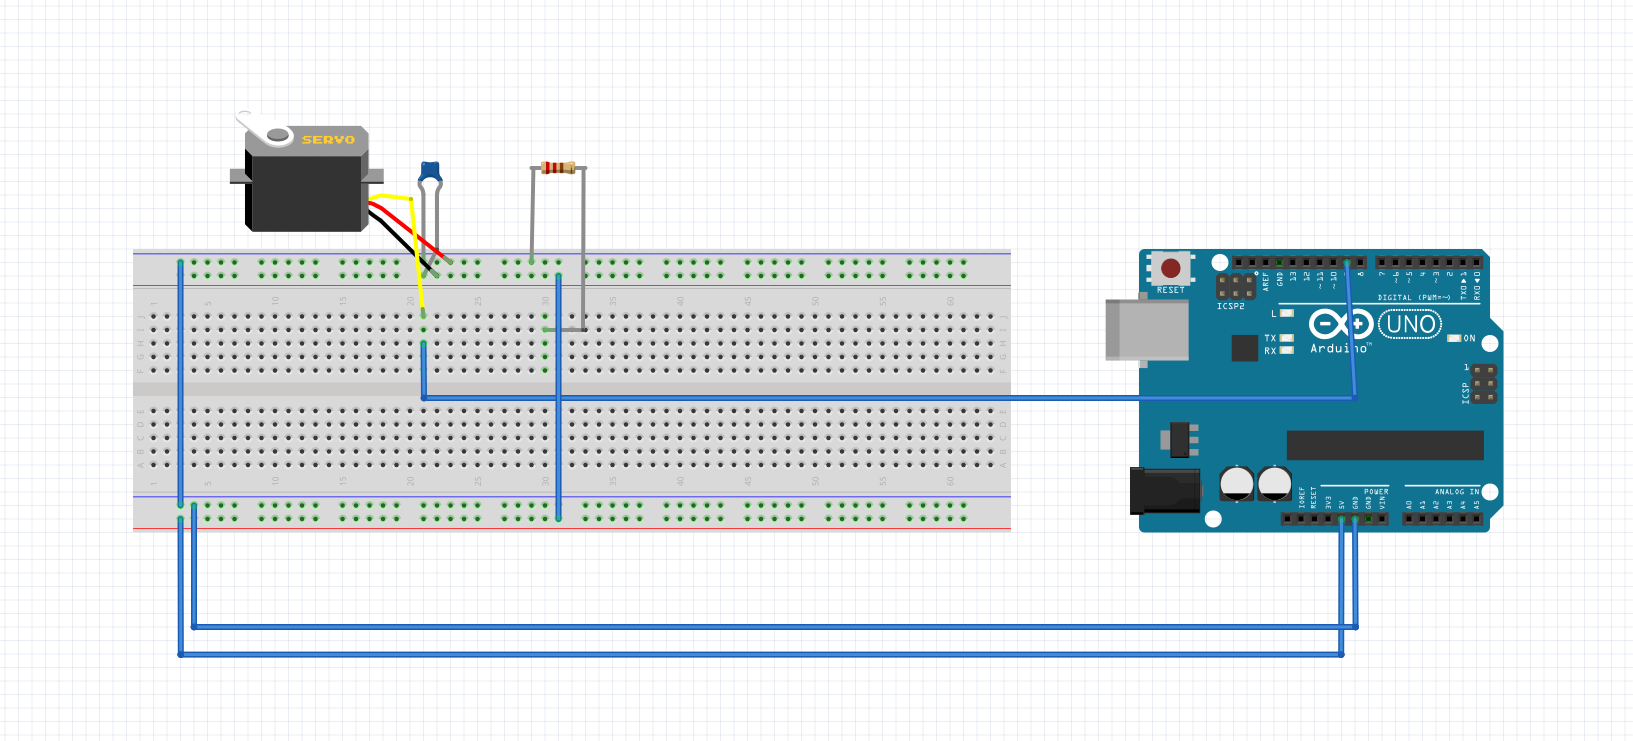 SERVO
1 5 10 15 20 25 30 35 40 45 50 55 60
J J
I I
H H
G G
F F
E E
D D
C C
B B
A A
1 5 10 15 20 25 30 35 40 45 50 55 60
RESET
ICSP2
AREF
GND
13
12
~11
~10
8
7
~6
~5
4
~3
2
TXD▶1
RXD◀0
DIGITAL (PWM=~)
L
TX
RX
UNO
Arduino™
ON
1
ICSP
POWER
ANALOG IN
IOREF
RESET
3V3
5V
GND
GND
VIN
A0
A1
A2
A3
A4
A5